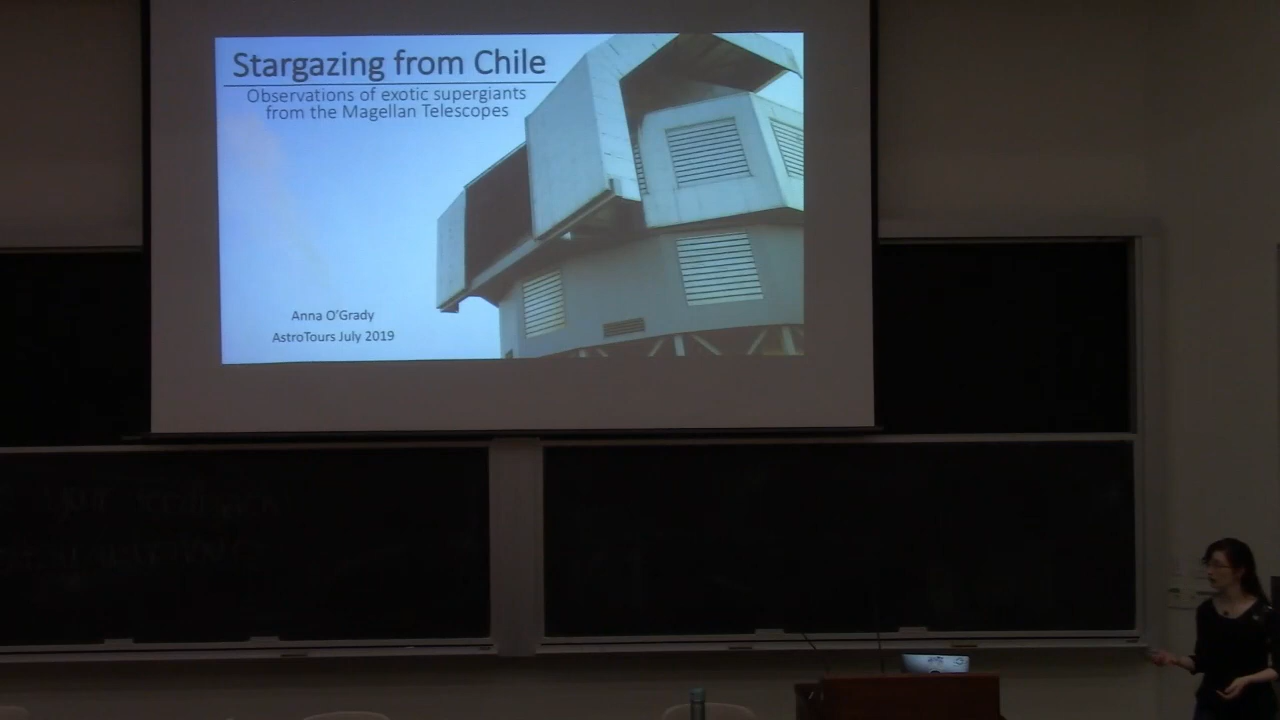 Stargazing from Chile
Observations of exotic supergiants
from the Magellan Telescopes
Anna O'Grady
AstroTours July 2019